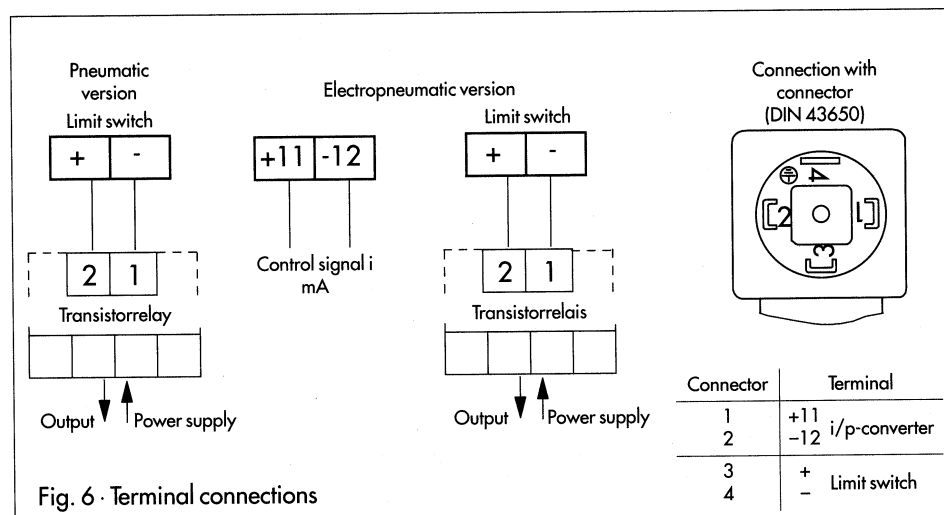 Pneumatic
version
Limit switch
+ -
2 1
Transistorrelay
Output Power supply
Electropneumatic version
+11 -12
Control signal i
mA
Limit switch
+ -
2 1
Transistorrelais
Output Power supply
Connection with
connector
(DIN 43650)
4
2 1
3
Connector Terminal
1 +11 i/p-converter
2 -12
3 + Limit switch
4 -
Fig. 6 · Terminal connections